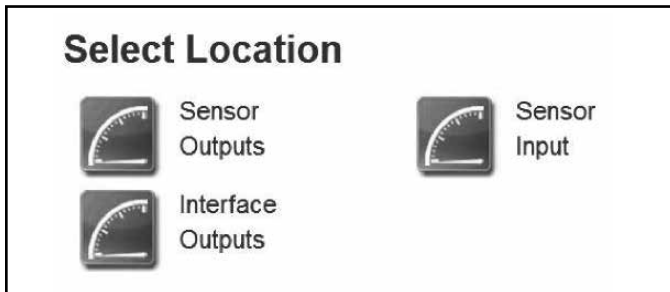 Select Location
Sensor
Outputs
Sensor
Input
Interface
Outputs